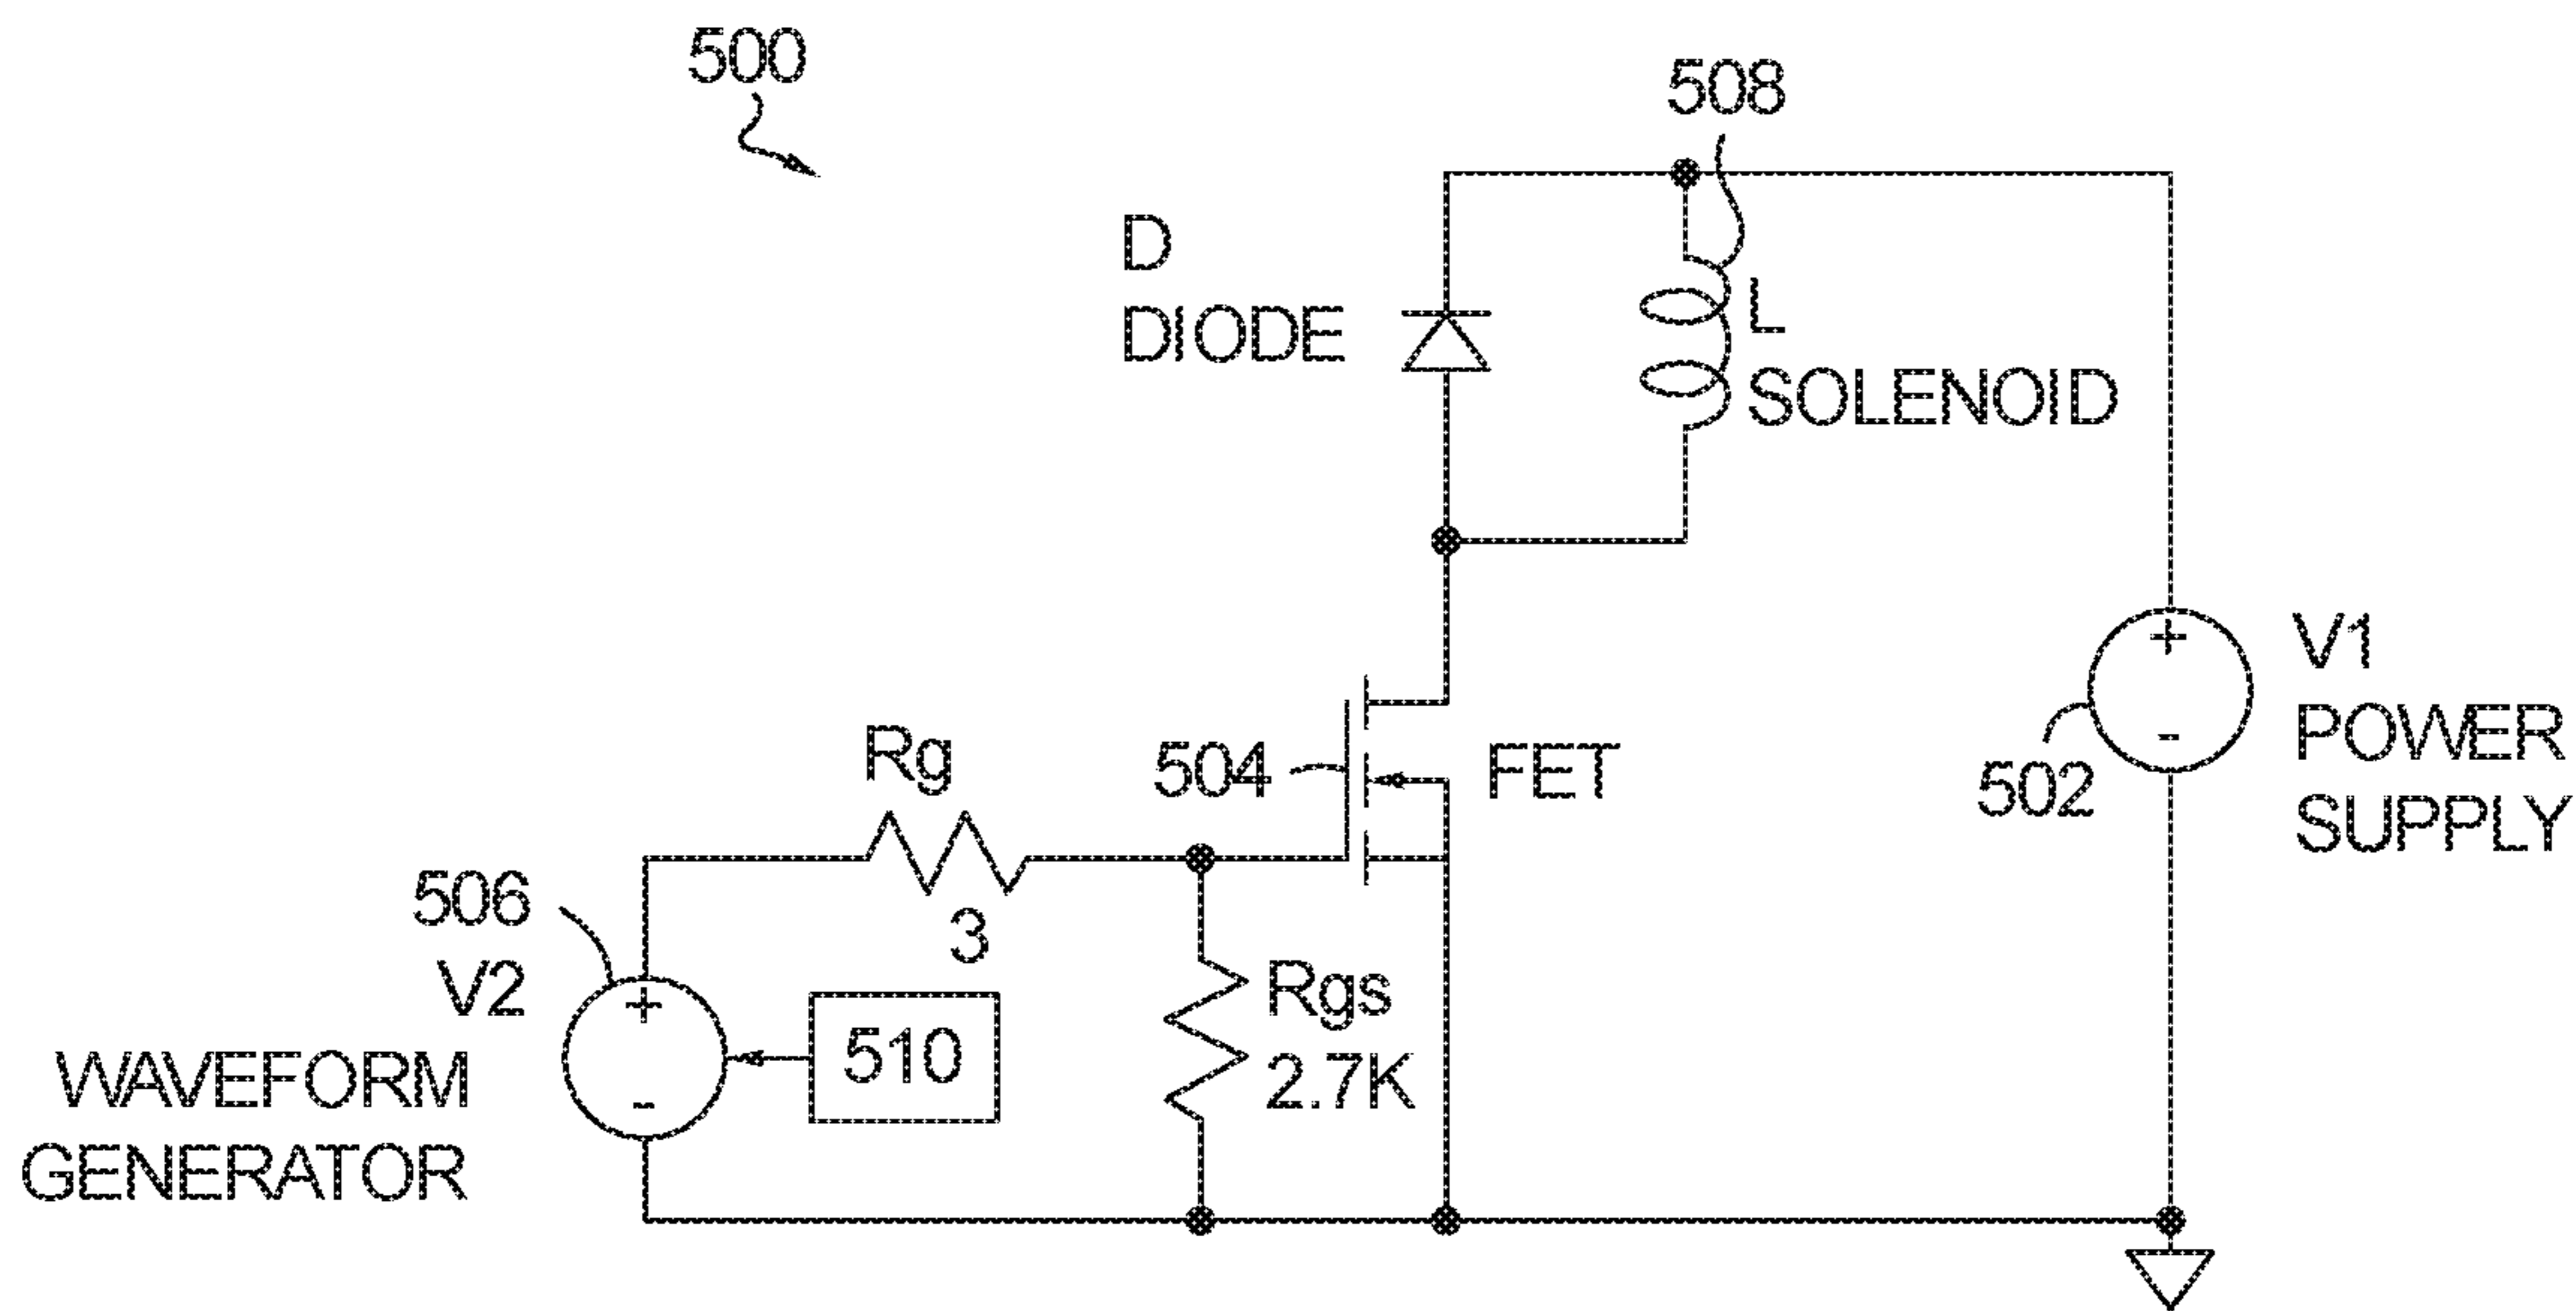 500
508
D
DIODE
L
SOLENOID
+
-
V1
POWER
SUPPLY
502
Rg
3
504
FET
506
V2
WAVEFORM
GENERATOR
+
-
510
Rgs
2.7K